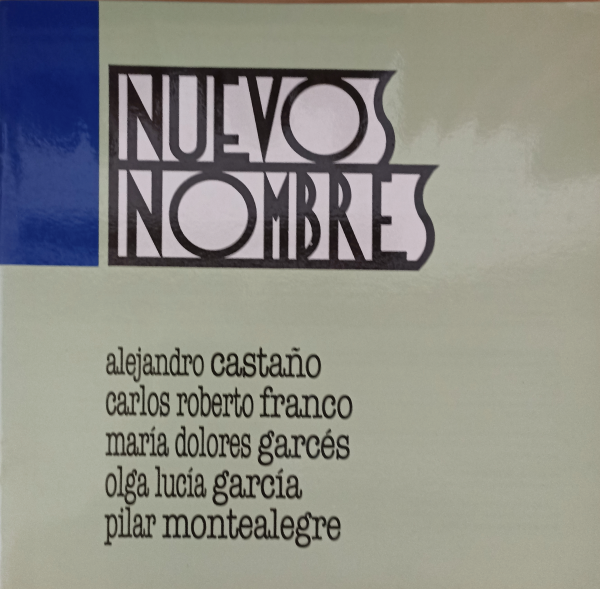 NUEVOS
NOMBRES
alejandro castaño
carlos roberto franco
maría dolores garcés
olga lucía garcía
pilar montealegre